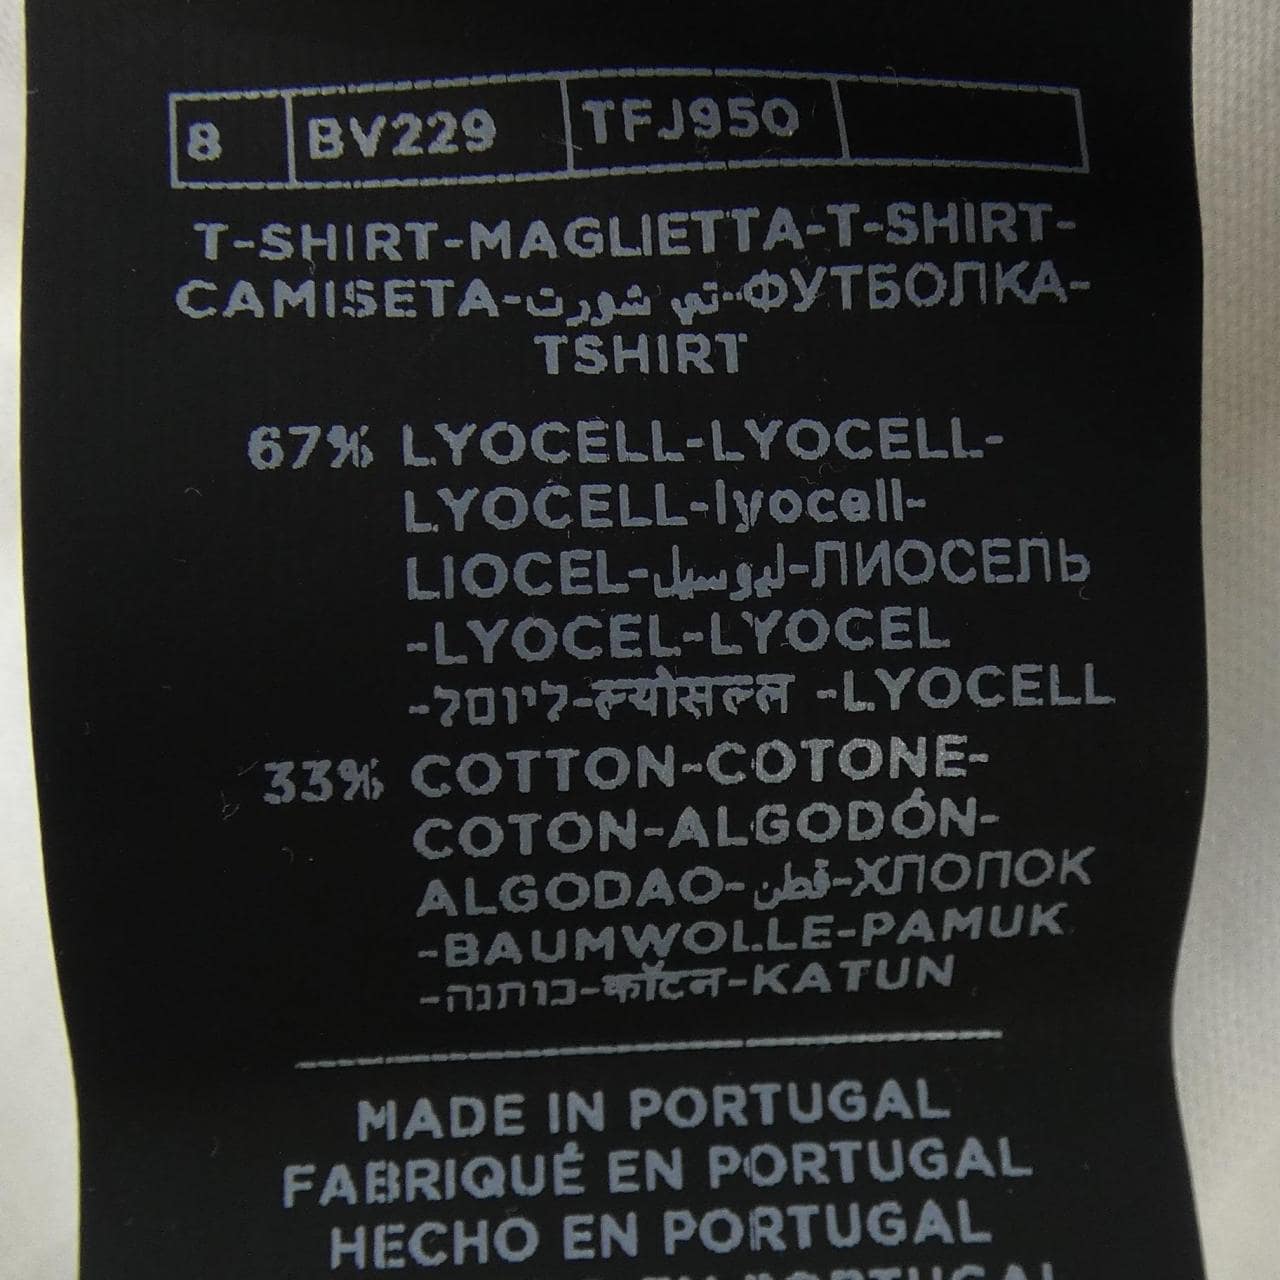 8 BV229 TFJ950
T-SHIRT-MAGLIETTA-T-SHIRT-
CAMISETA-تي شورت-ФУТБОЛКА-
TSHIRT
67% LYOCELL-LYOCELL-
LYOCELL-lyocell-
LIOCEL-ليوسيل-ЛИОСЕЛЬ
-LYOCEL-LYOCEL
-ליוסל-ल्योसल्ल -LYOCELL
33% COTTON-COTONE-
COTON-ALGODÓN-
ALGODAO-قطن-ХЛОПОК
-BAUMWOLLE-PAMUK
-כותנה-कॉटन-KATUN
MADE IN PORTUGAL
FABRIQUÉ EN PORTUGAL
HECHO EN PORTUGAL